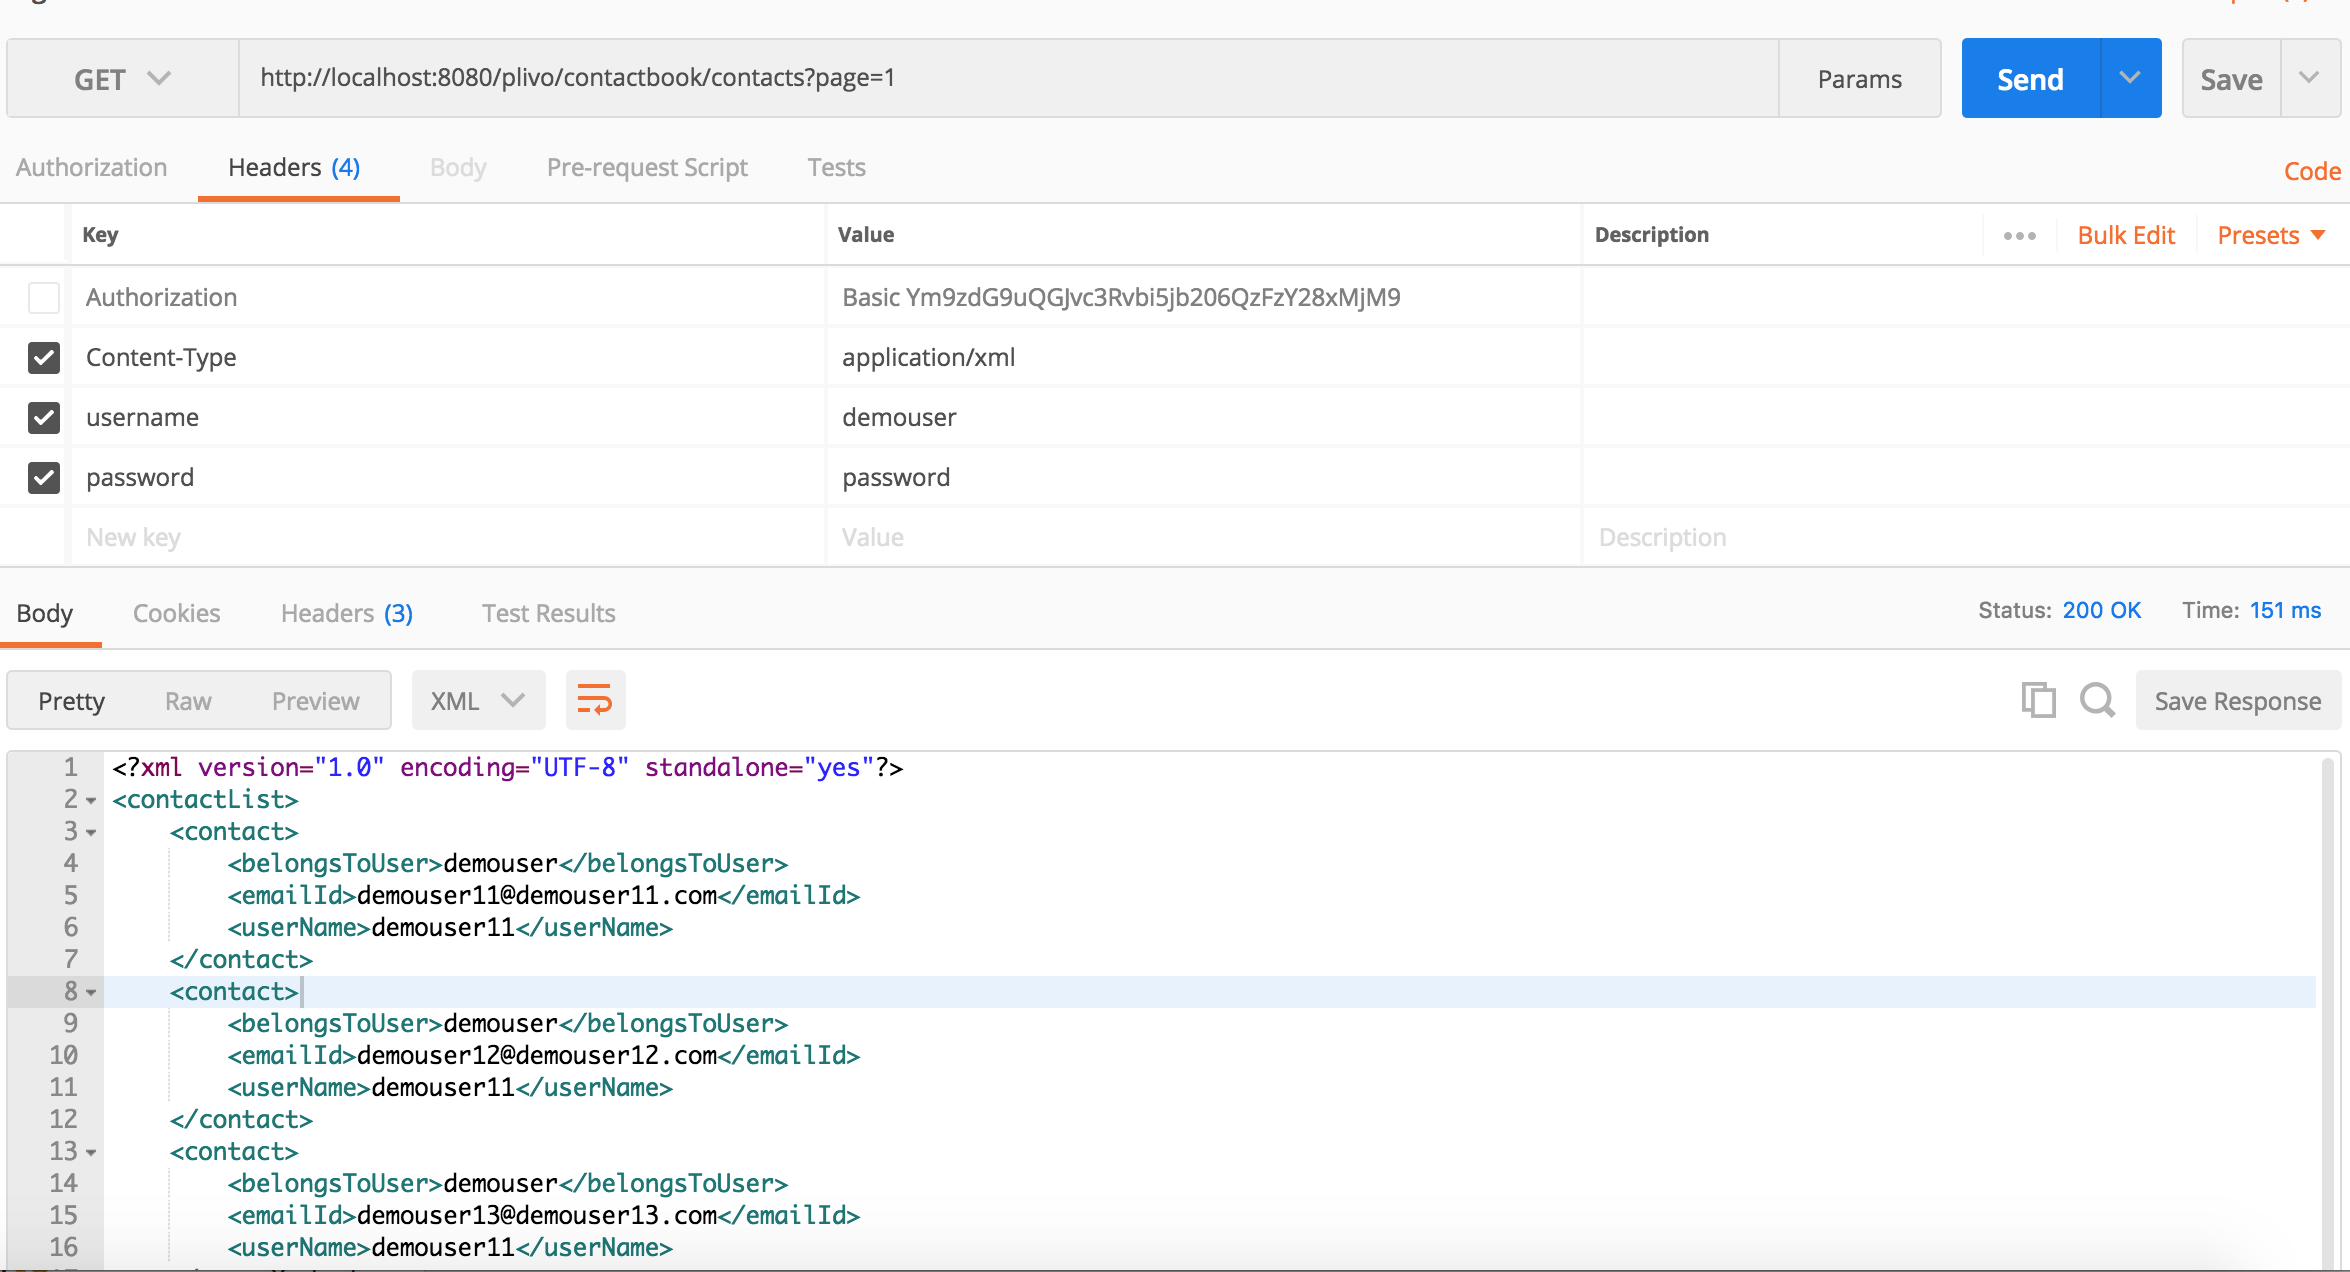 GET http://localhost:8080/plivo/contactbook/contacts?page=1 Params Send Save
Authorization Headers (4) Body Pre-request Script Tests Code
Key Value Description Bulk Edit Presets
Authorization Basic Ym9zdG9uQGJvc3Rvbi5jb206QzFzY28xMjM9
Content-Type application/xml
username demouser
password password
New key Value Description
Body Cookies Headers (3) Test Results Status: 200 OK Time: 151 ms
Pretty Raw Preview XML Save Response
1 <?xml version="1.0" encoding="UTF-8" standalone="yes"?>
2 <contactList>
3 <contact>
4 <belongsToUser>demouser</belongsToUser>
5 <emailId>demouser11@demouser11.com</emailId>
6 <userName>demouser11</userName>
7 </contact>
8 <contact>
9 <belongsToUser>demouser</belongsToUser>
10 <emailId>demouser12@demouser12.com</emailId>
11 <userName>demouser11</userName>
12 </contact>
13 <contact>
14 <belongsToUser>demouser</belongsToUser>
15 <emailId>demouser13@demouser13.com</emailId>
16 <userName>demouser11</userName>